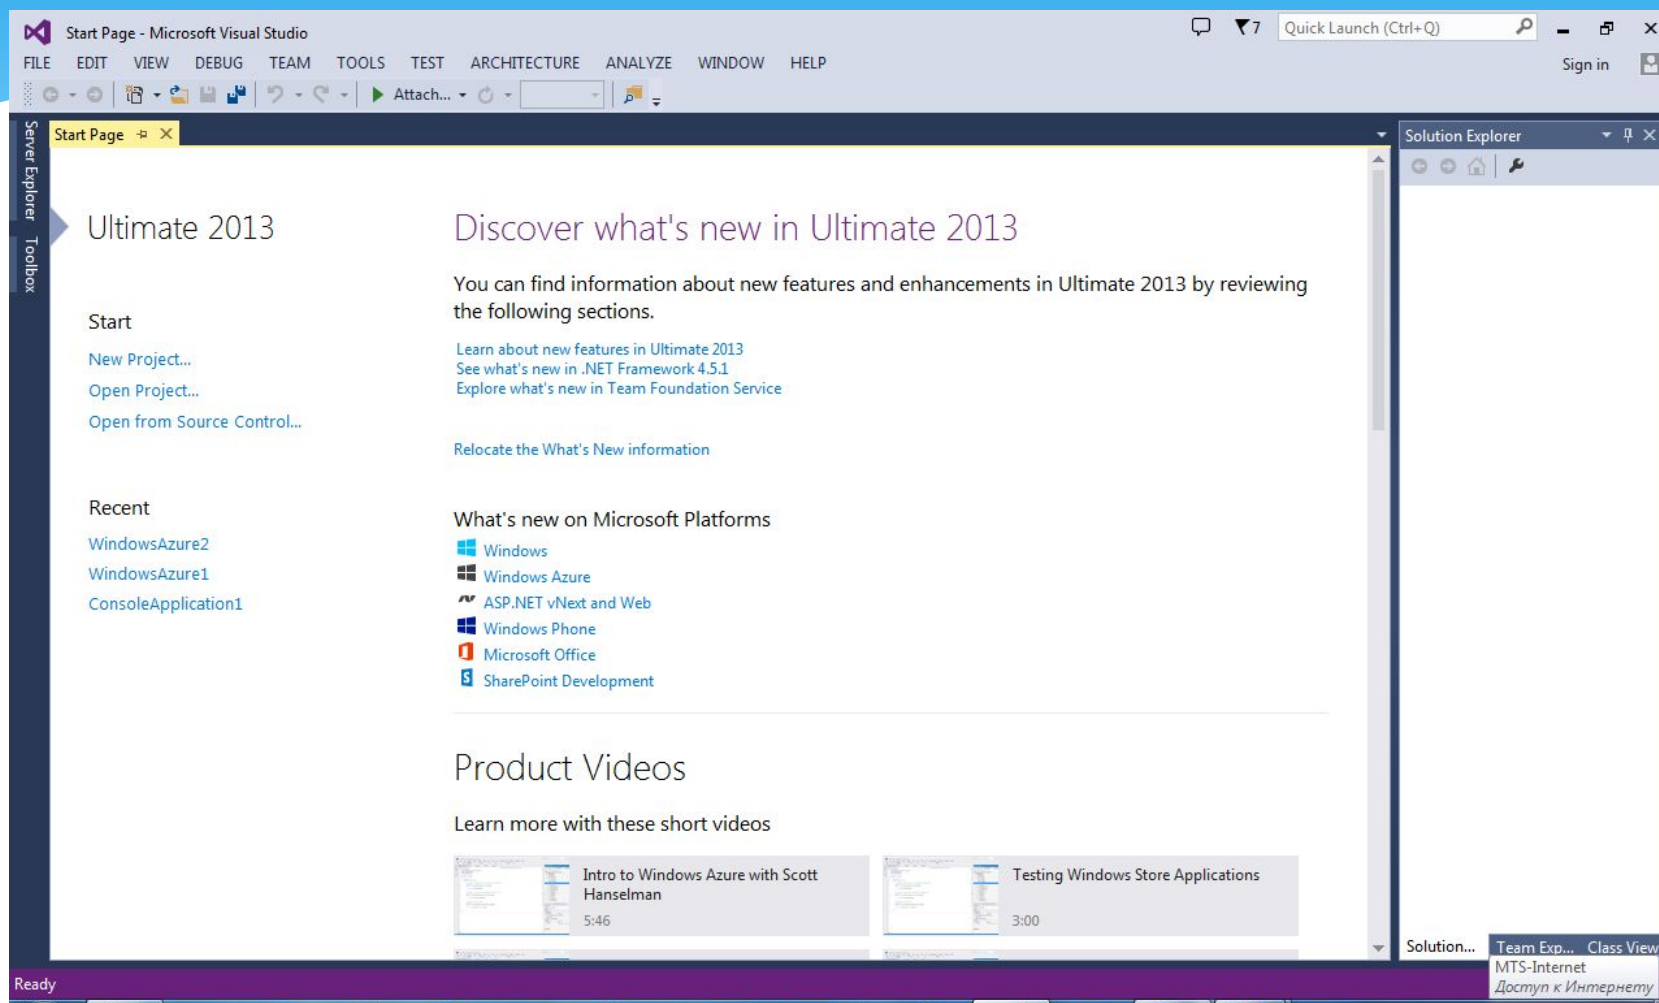 Start Page - Microsoft Visual Studio
7
Quick Launch (Ctrl+Q)
FILE EDIT VIEW DEBUG TEAM TOOLS TEST ARCHITECTURE ANALYZE WINDOW HELP
Sign in
Attach...
Server Explorer
Toolbox
Start Page
Solution Explorer
Ultimate 2013
Start
New Project...
Open Project...
Open from Source Control...
Recent
WindowsAzure2
WindowsAzure1
ConsoleApplication1
Discover what's new in Ultimate 2013
You can find information about new features and enhancements in Ultimate 2013 by reviewing
the following sections.
Learn about new features in Ultimate 2013
See what's new in .NET Framework 4.5.1
Explore what's new in Team Foundation Service
Relocate the What's New information
What's new on Microsoft Platforms
Windows
Windows Azure
ASP.NET vNext and Web
Windows Phone
Microsoft Office
SharePoint Development
Product Videos
Learn more with these short videos
Intro to Windows Azure with Scott
Hanselman
5:46
Testing Windows Store Applications
3:00
Solution... Team Exp... Class View
MTS-Internet
Доступ к Интернету
Ready